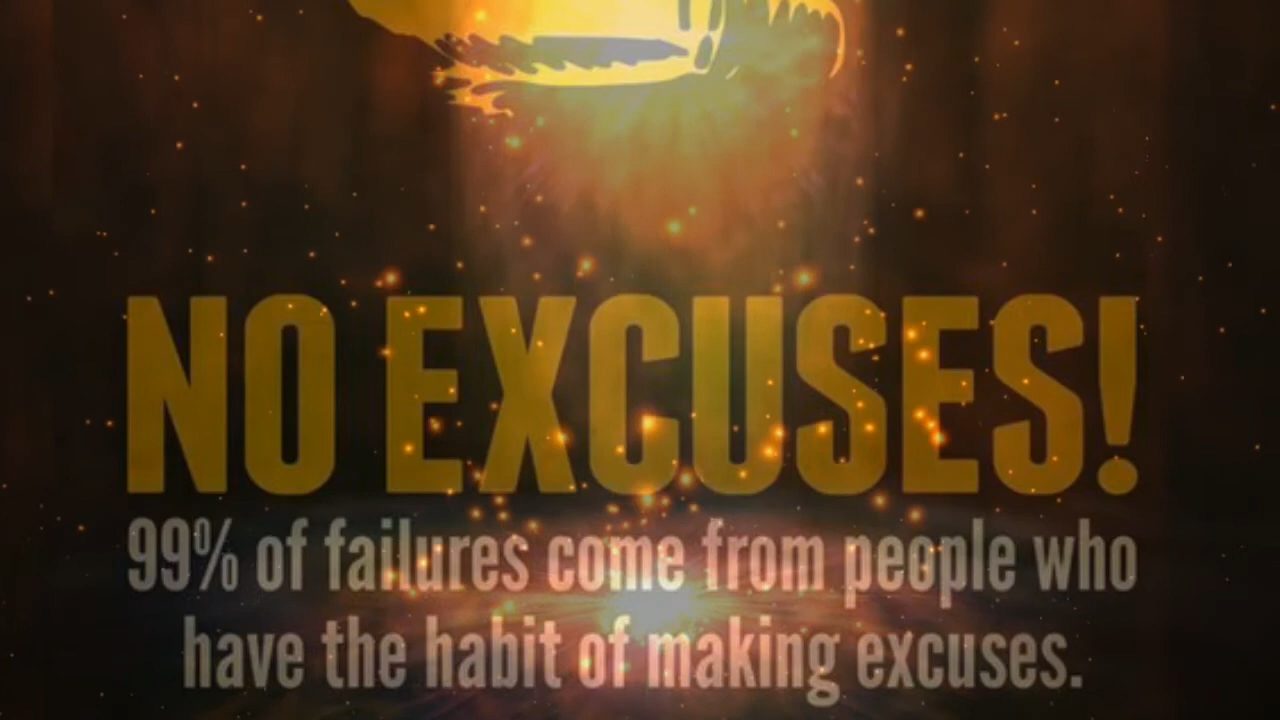 NO EXCUSES!
99% of failures come from people who
have the habit of making excuses.